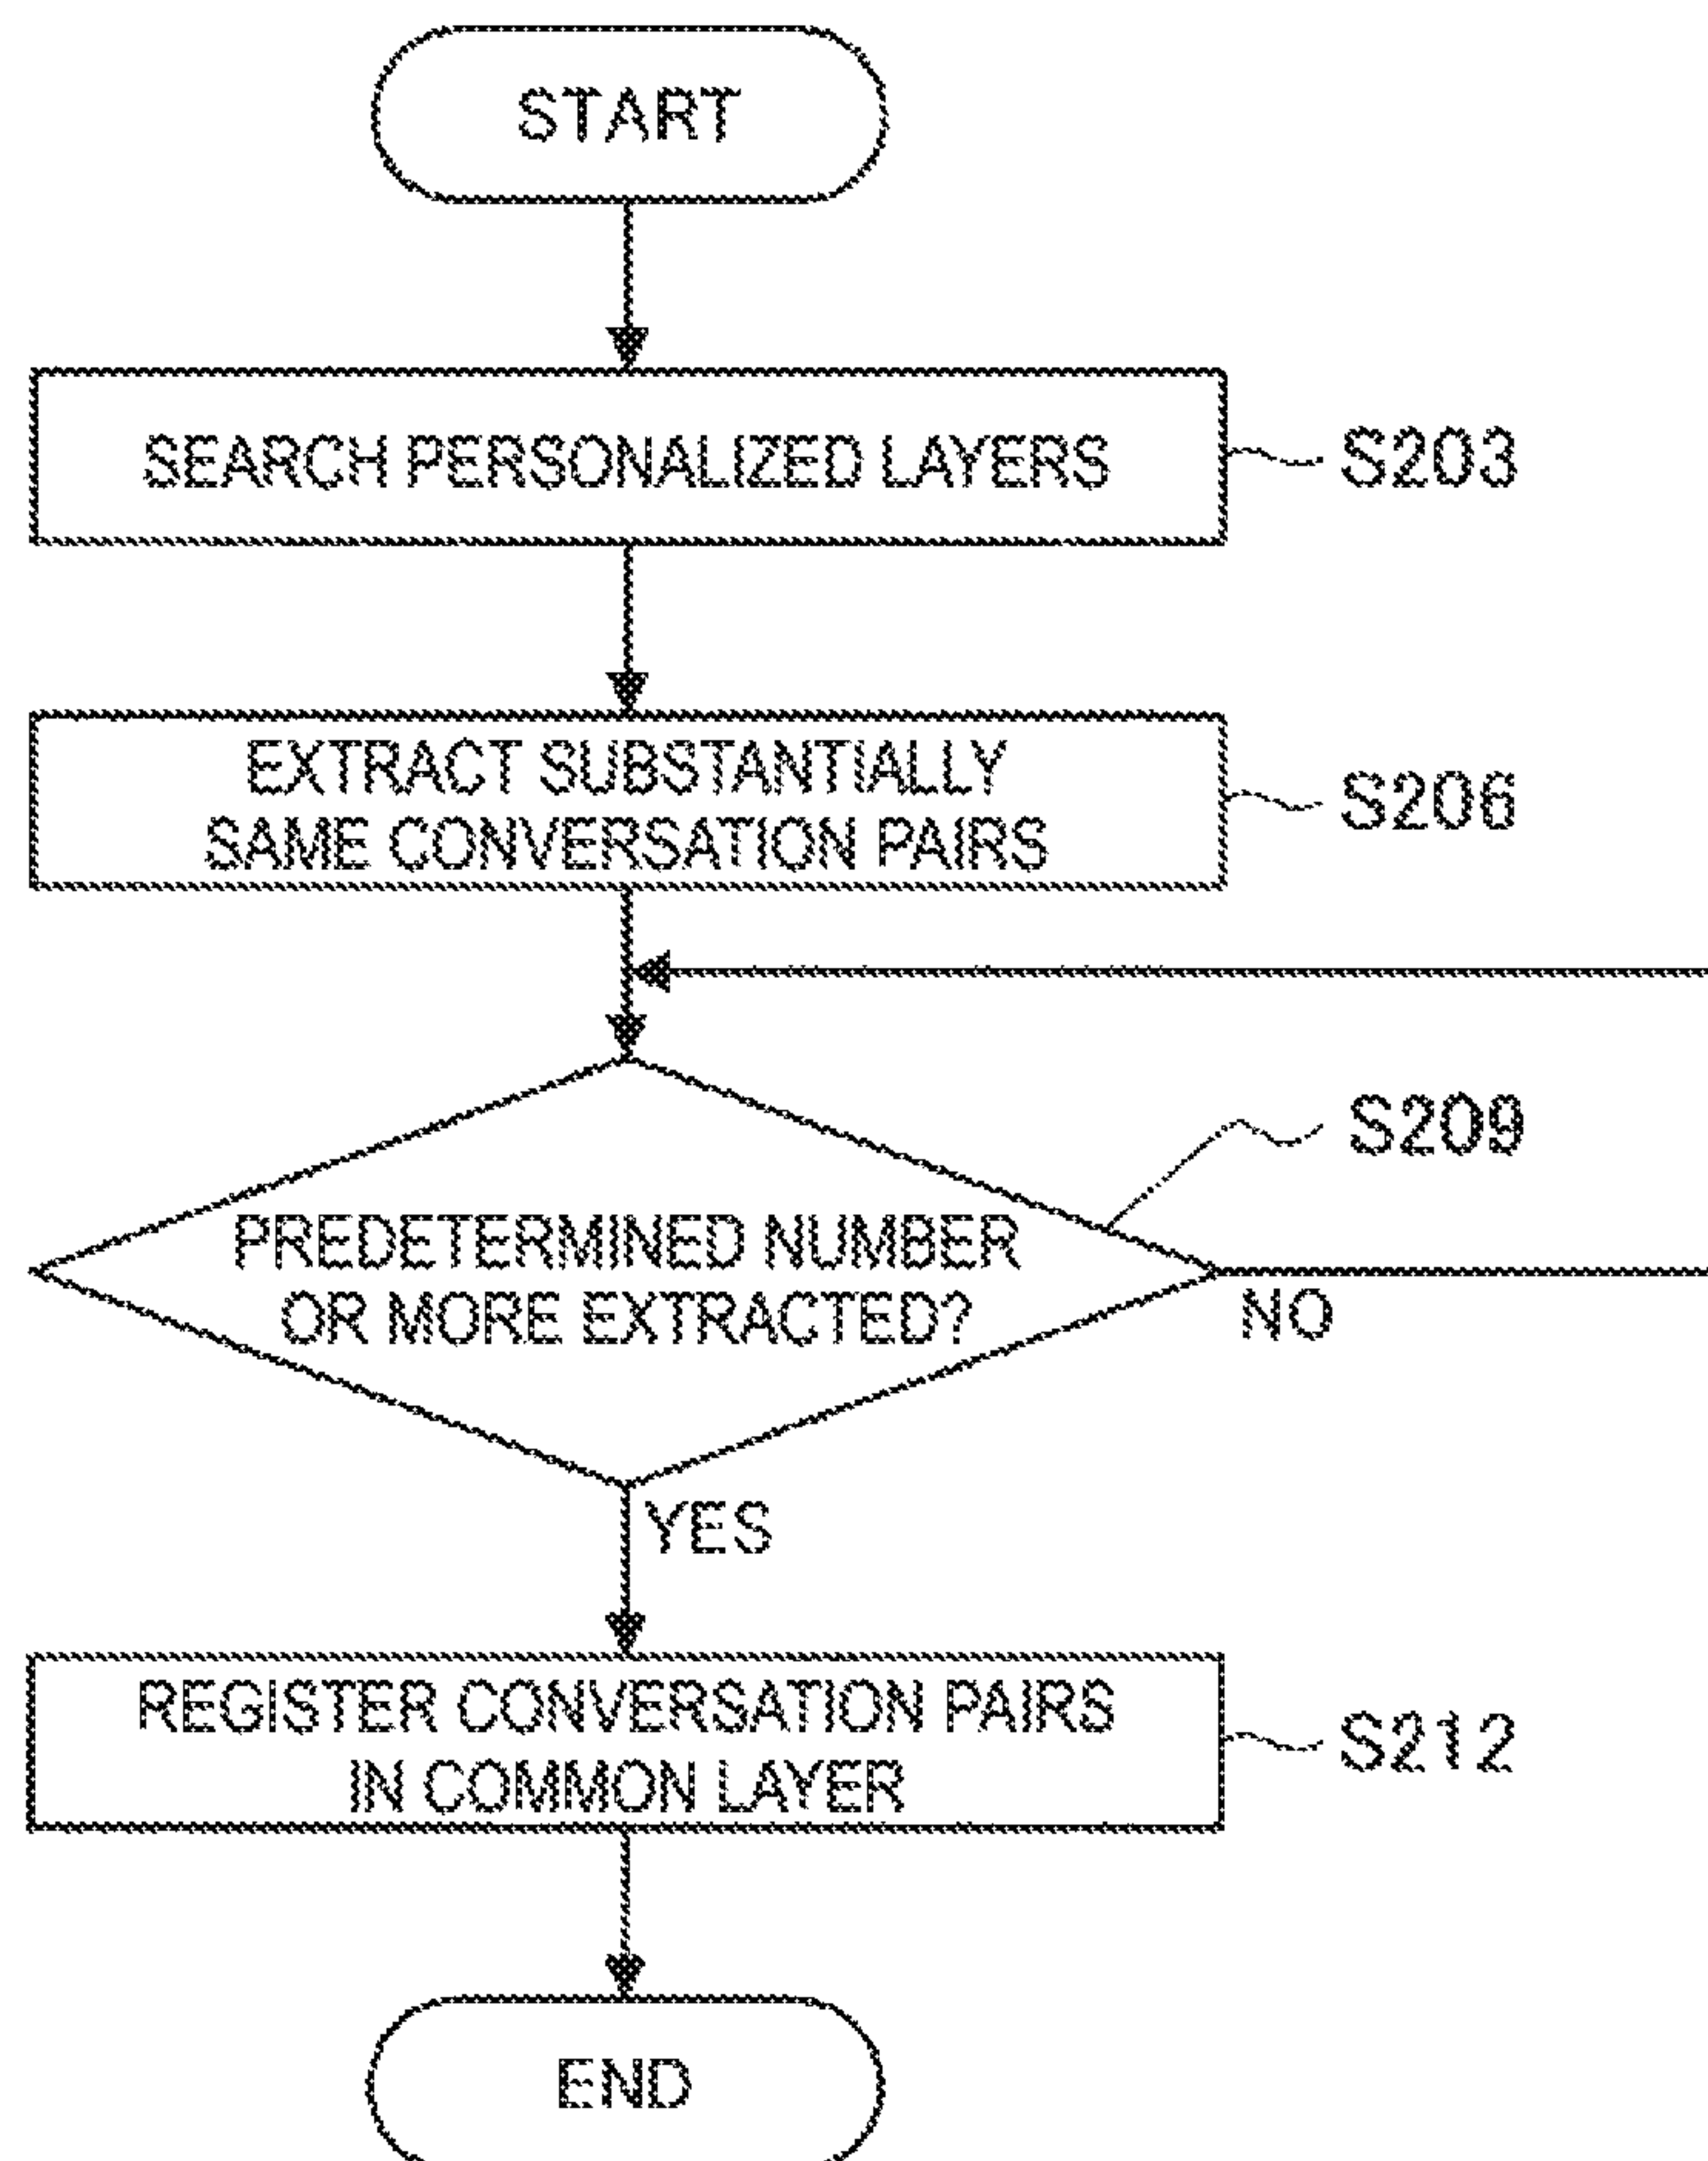 START
SEARCH PERSONALIZED LAYERS
S203
EXTRACT SUBSTANTIALLY
SAME CONVERSATION PAIRS
S206
S209
PREDETERMINED NUMBER
OR MORE EXTRACTED?
NO
YES
REGISTER CONVERSATION PAIRS
IN COMMON LAYER
S212
END